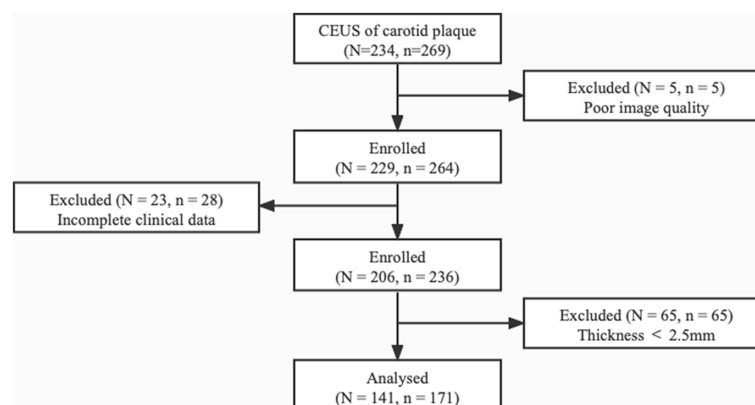 CEUS of carotid plaque
(N=234, n=269)
Excluded (N = 5, n = 5)
Poor image quality
Enrolled
(N = 229, n = 264)
Excluded (N = 23, n = 28)
Incomplete clinical data
Enrolled
(N = 206, n = 236)
Excluded (N = 65, n = 65)
Thickness < 2.5mm
Analysed
(N = 141, n = 171)